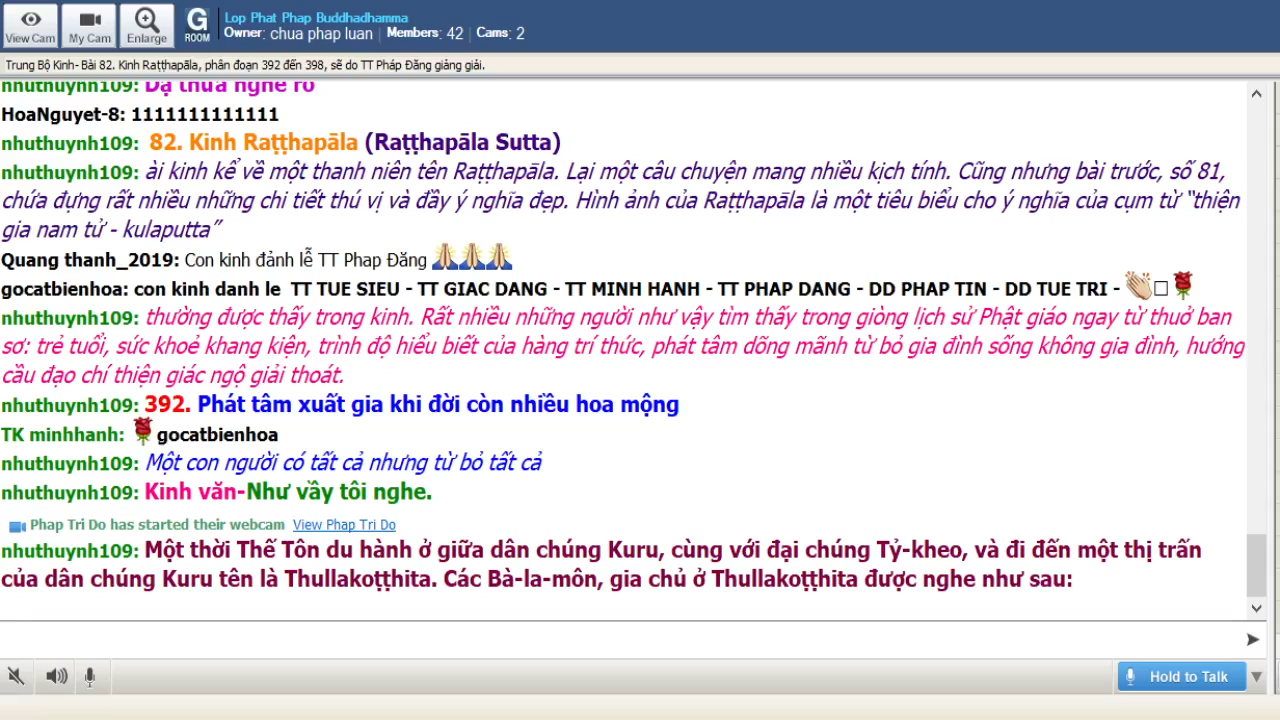 View Cam
My Cam
Enlarge
G
ROOM
Lop Phat Phap Buddhadhamma
Owner: chua phap luan | Members: 42 | Cams: 2
Trung Bộ Kinh- Bài 82. Kinh Raṭṭhapāla, phân đoạn 392 đến 398, sẽ do TT Pháp Đăng giảng giải.
nhuthuynh109: Dạ thưa nghe rõ
HoaNguyet-8: 1111111111111
nhuthuynh109: 82. Kinh Raṭṭhapāla (Raṭṭhapāla Sutta)
nhuthuynh109: ài kinh kể về một thanh niên tên Raṭṭhapāla. Lại một câu chuyện mang nhiều kịch tính. Cũng nhưng bài trước, số 81,
chứa đựng rất nhiều những chi tiết thú vị và đầy ý nghĩa đẹp. Hình ảnh của Raṭṭhapāla là một tiêu biểu cho ý nghĩa của cụm từ “thiện
gia nam tử - kulaputta”
Quang thanh_2019: Con kinh đảnh lễ TT Phap Đăng 🙏🙏🙏
gocatbienhoa: con kinh danh le TT TUE SIEU - TT GIAC DANG - TT MINH HANH - TT PHAP DANG - DD PHAP TIN - DD TUE TRI - 👏□🌹
nhuthuynh109: thường được thấy trong kinh. Rất nhiều những người như vậy tìm thấy trong giòng lịch sử Phật giáo ngay từ thuở ban
sơ: trẻ tuổi, sức khoẻ khang kiện, trình độ hiểu biết của hàng trí thức, phát tâm dõng mãnh từ bỏ gia đình sống không gia đình, hướng
cầu đạo chí thiện giác ngộ giải thoát.
nhuthuynh109: 392. Phát tâm xuất gia khi đời còn nhiều hoa mộng
TK minhhanh: 🌹gocatbienhoa
nhuthuynh109: Một con người có tất cả nhưng từ bỏ tất cả
nhuthuynh109: Kinh văn-Như vầy tôi nghe.
Phap Tri Do has started their webcam View Phap Tri Do
nhuthuynh109: Một thời Thế Tôn du hành ở giữa dân chúng Kuru, cùng với đại chúng Tỷ-kheo, và đi đến một thị trấn
của dân chúng Kuru tên là Thullakoṭṭhita. Các Bà-la-môn, gia chủ ở Thullakoṭṭhita được nghe như sau:
Hold to Talk